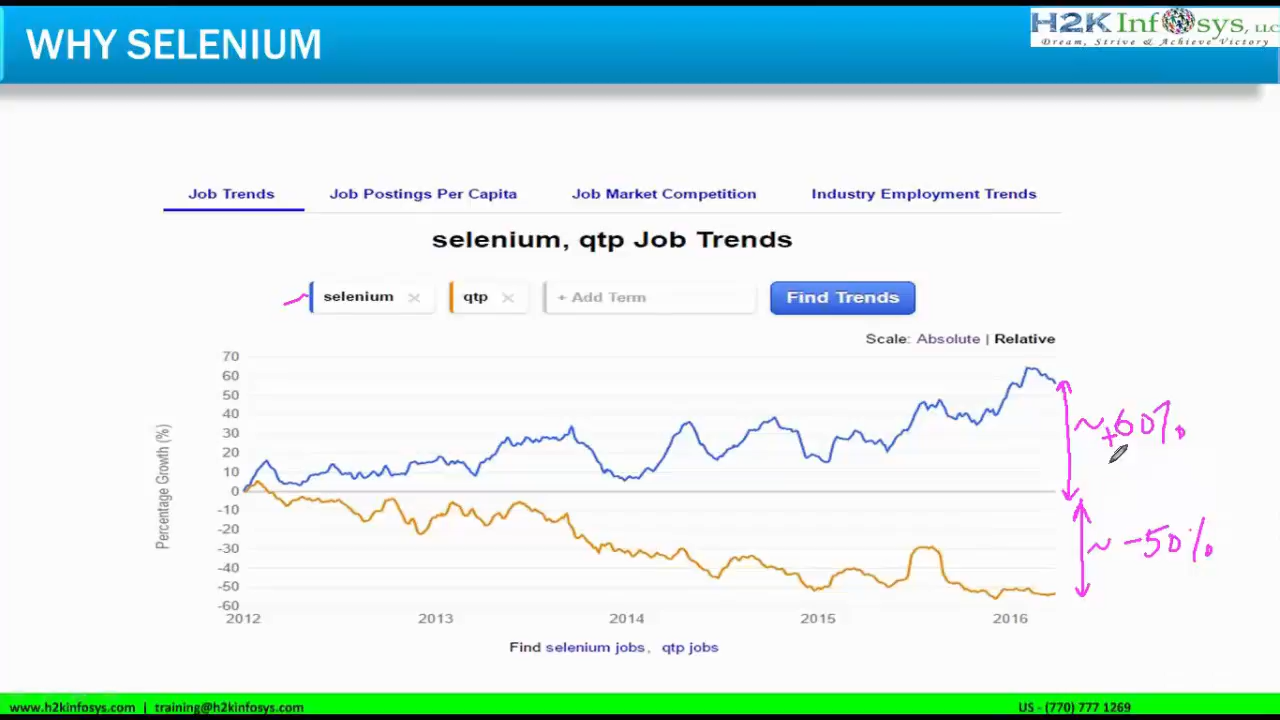 WHY SELENIUM
H2K Infosys, LLC
Dream, Strive & Achieve Victory
Job Trends Job Postings Per Capita Job Market Competition Industry Employment Trends
selenium, qtp Job Trends
selenium × qtp × + Add Term Find Trends
Scale: Absolute | Relative
70
60
50
40
30
20
10
0
-10
-20
-30
-40
-50
-60
Percentage Growth (%)
~+60%
~-50%
2012 2013 2014 2015 2016
Find selenium jobs, qtp jobs
www.h2kinfosys.com | training@h2kinfosys.com US - (770) 777 1269